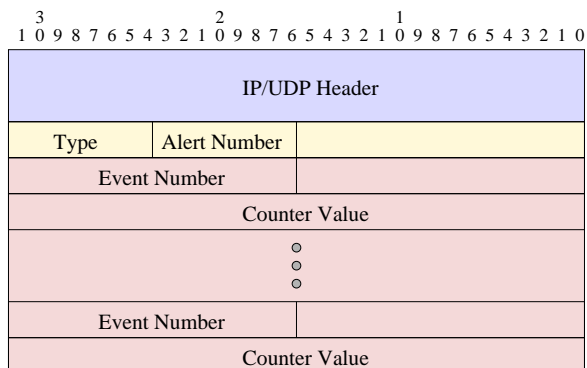 3 2 1
1 0 9 8 7 6 5 4 3 2 1 0 9 8 7 6 5 4 3 2 1 0 9 8 7 6 5 4 3 2 1 0
IP/UDP Header
Type Alert Number
Event Number
Counter Value
Event Number
Counter Value